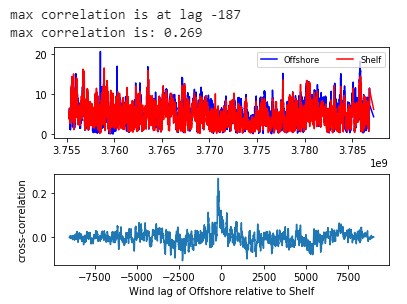 max correlation is at lag -187
max correlation is: 0.269
Offshore Shelf
20
10
0
3.755 3.760 3.765 3.770 3.775 3.780 3.785
1e9
cross-correlation
0.2
0.0
−7500 −5000 −2500 0 2500 5000 7500
Wind lag of Offshore relative to Shelf